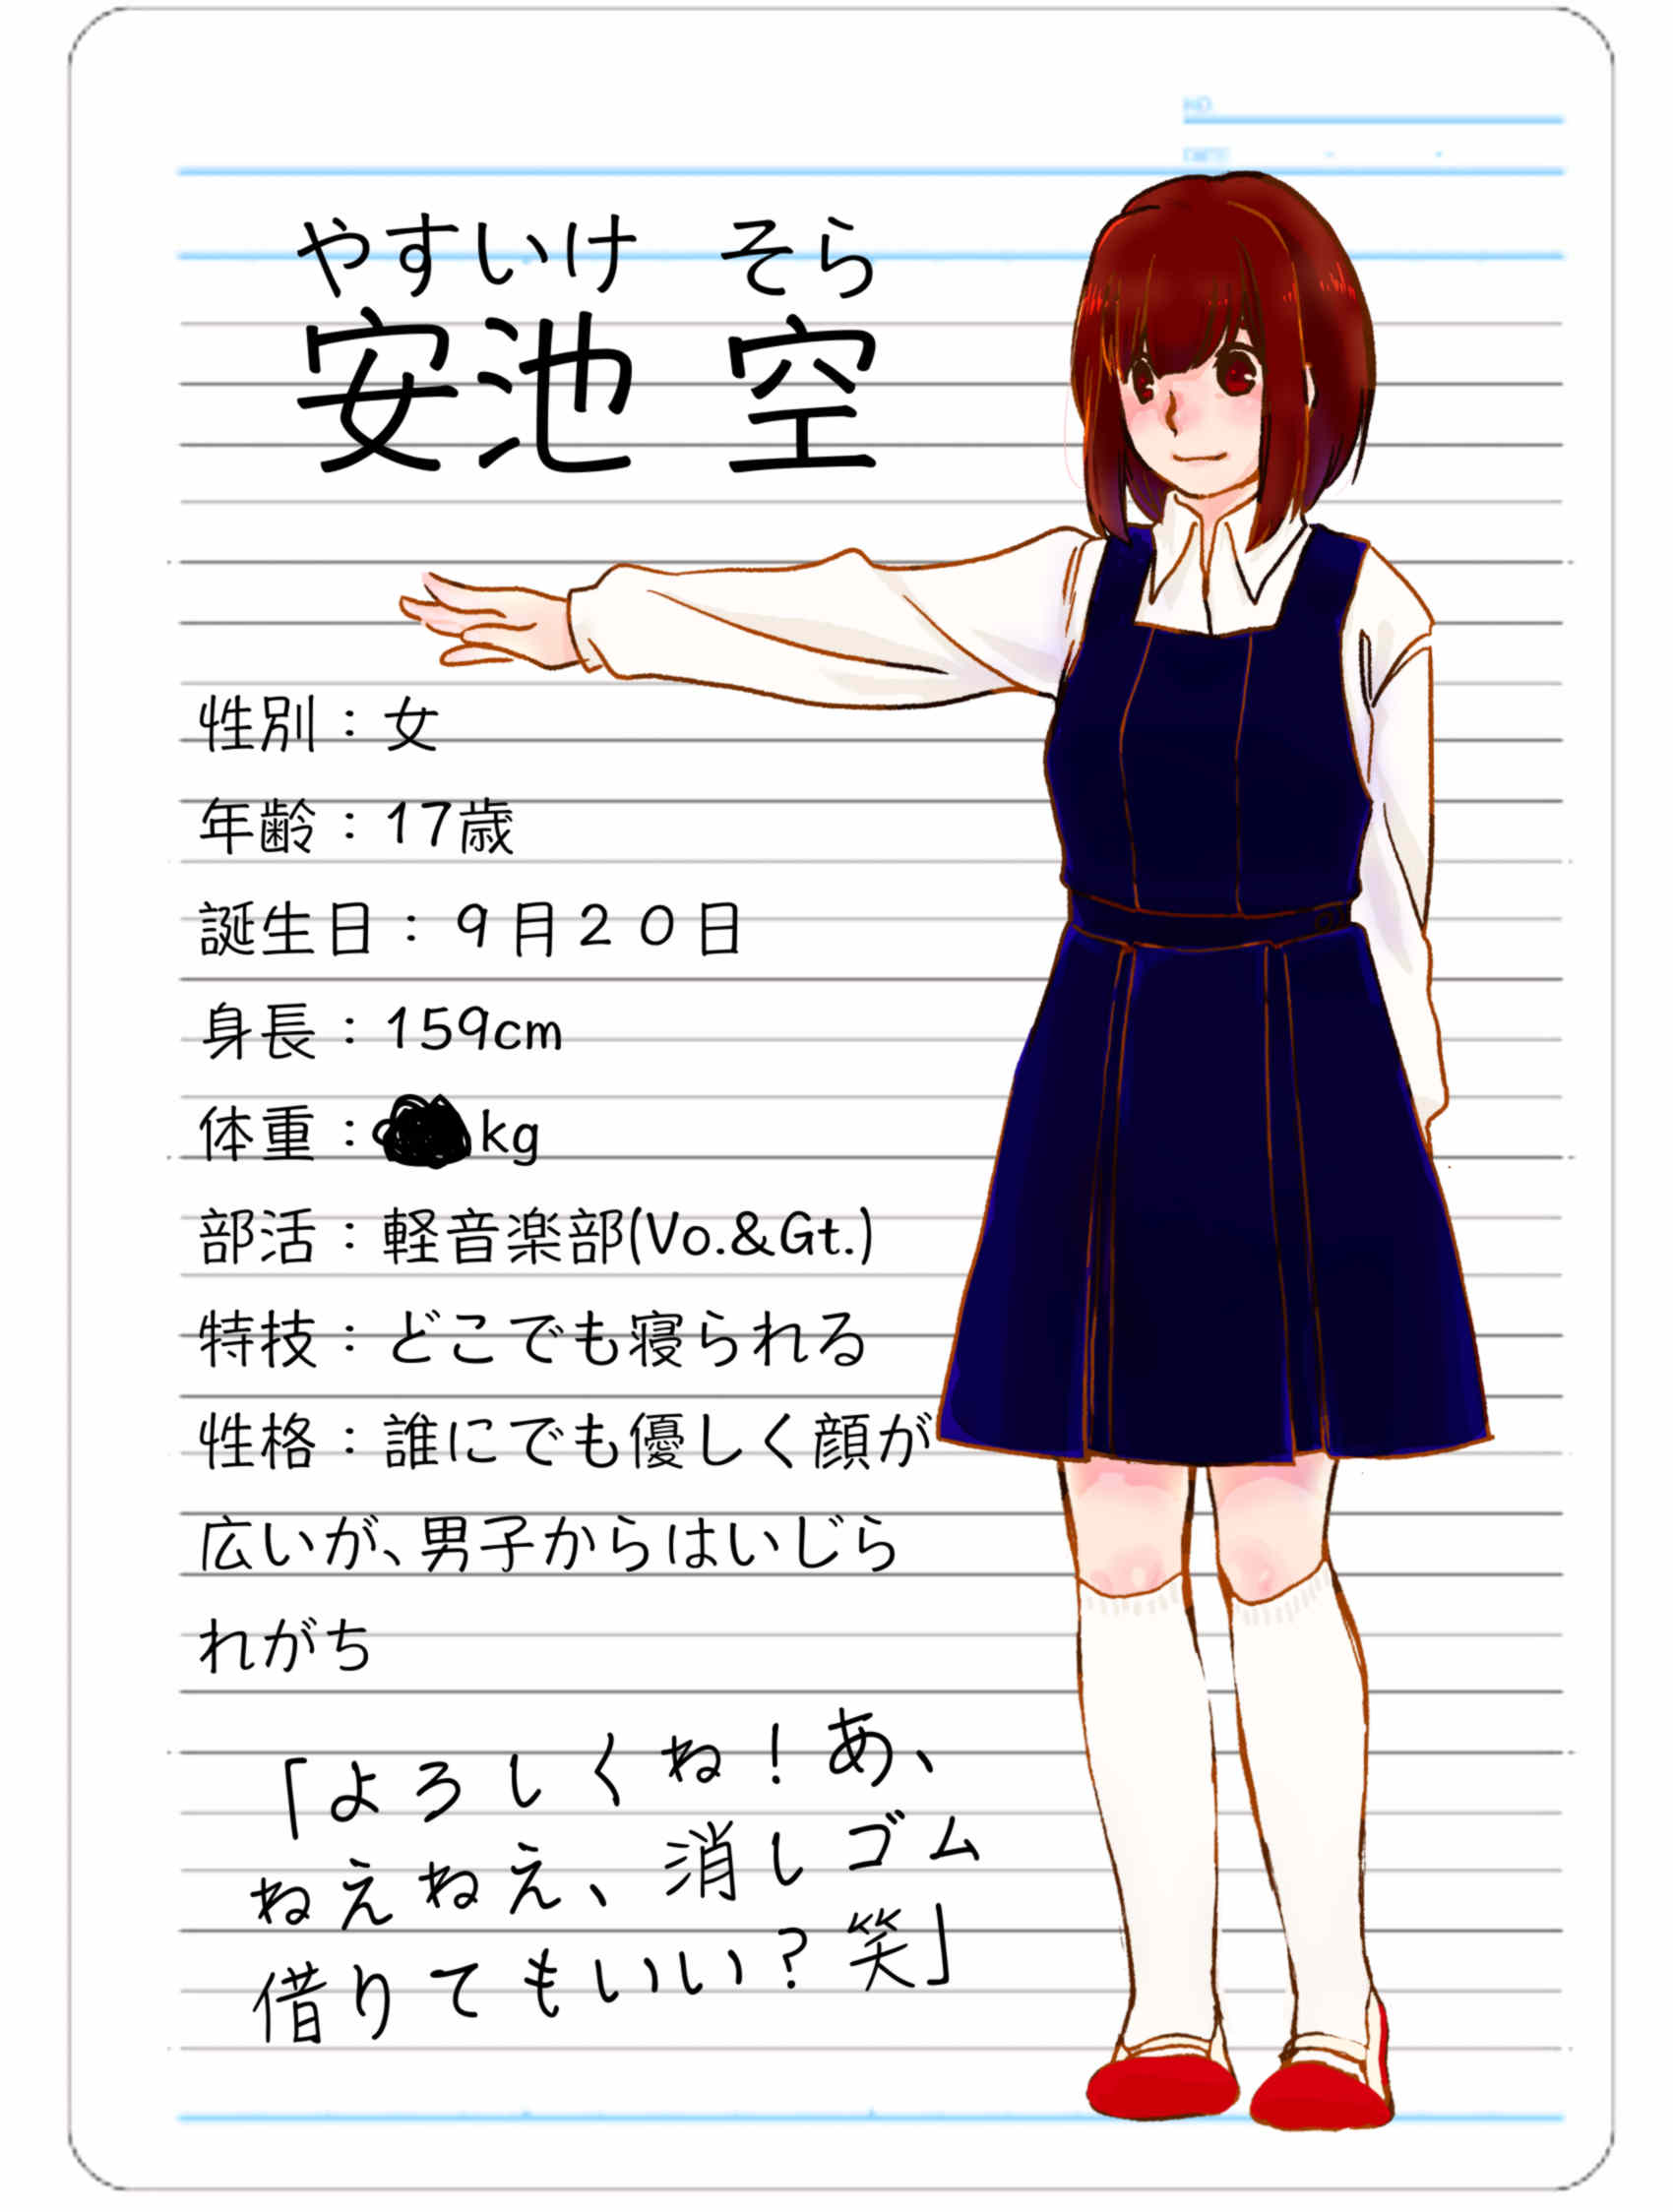 NO.
DATE
やすいけ そら
安池 空
性別：女
年齢：17歳
誕生日：９月２０日
身長：159cm
体重：kg
部活：軽音楽部(Vo.&Gt.)
特技：どこでも寝られる
性格：誰にでも優しく顔が
広いが、男子からはいじら
れがち
「よろしくね！あ、
ねえねえ、消しゴム
借りてもいい？笑」